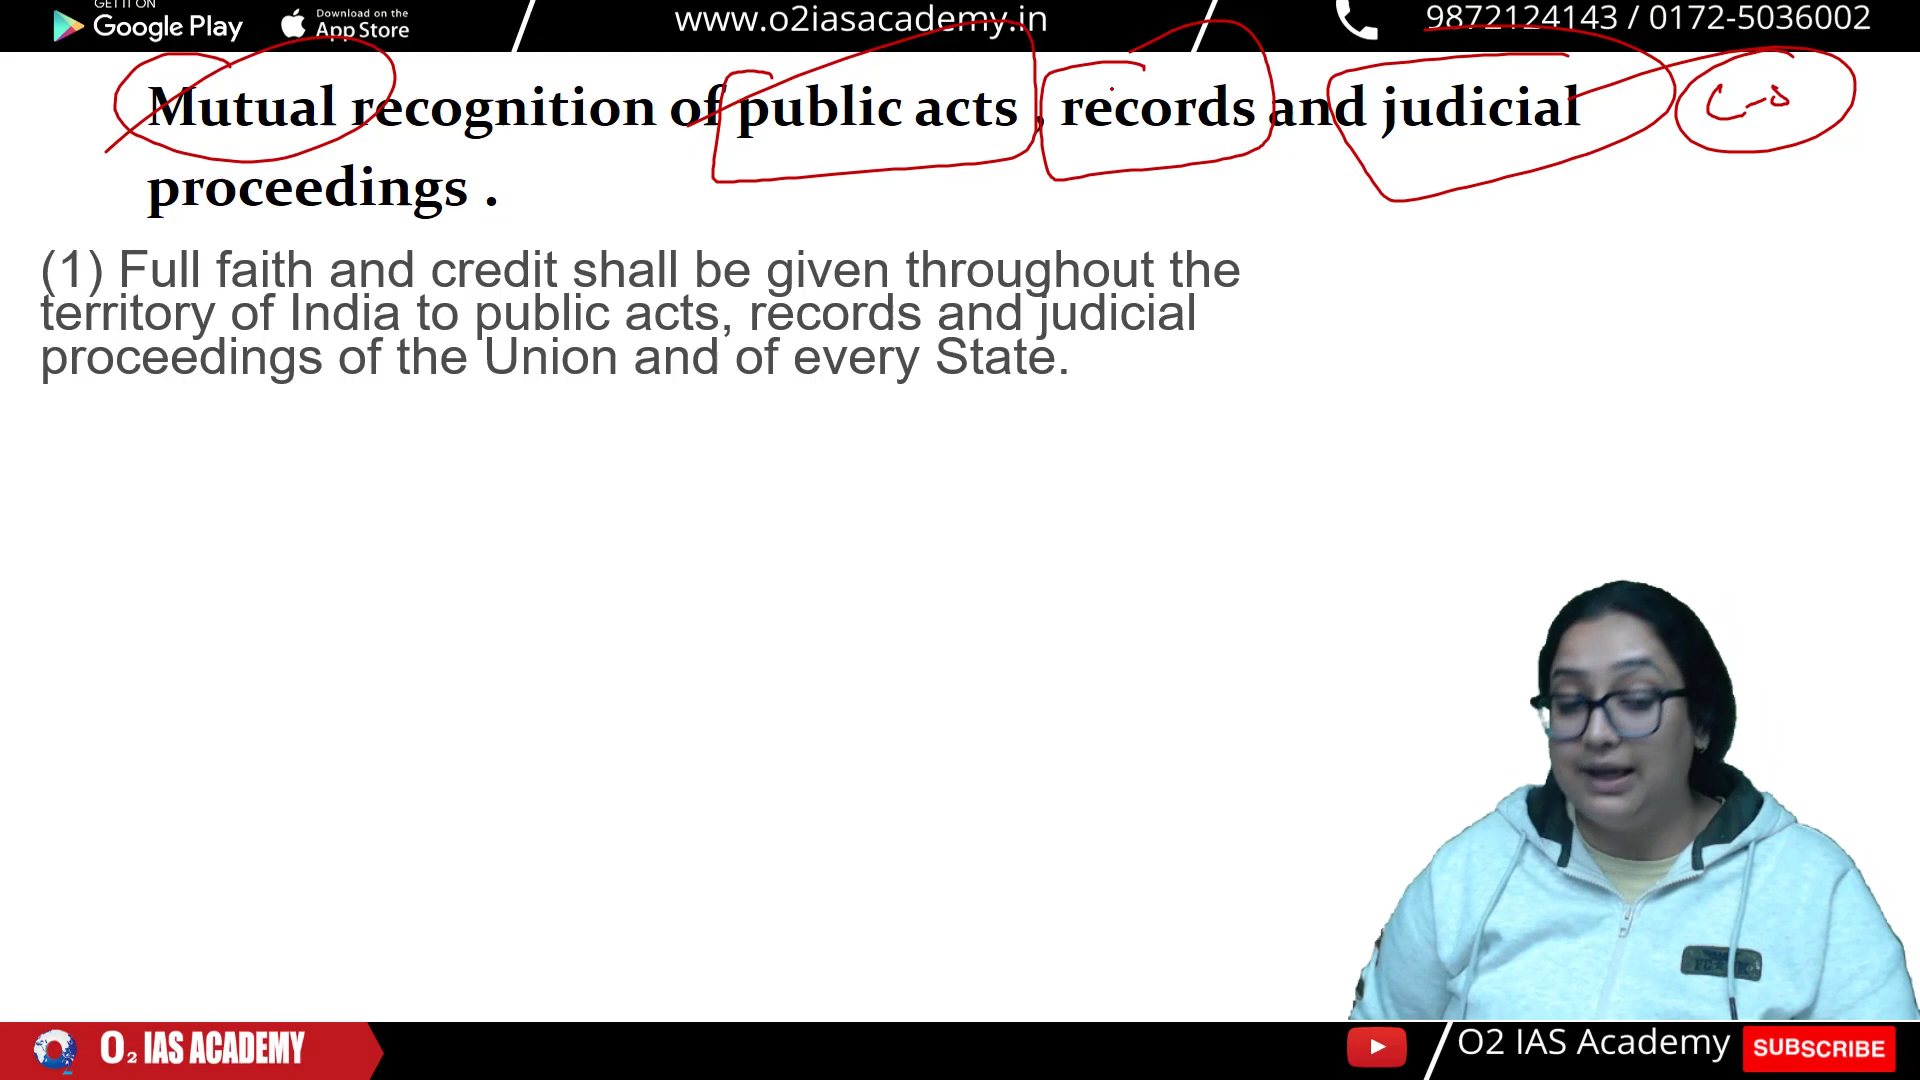 GET IT ON
Google Play
Download on the
App Store
www.o2iasacademy.in
9872124143 / 0172-5036002
Mutual recognition of public acts , records and judicial
proceedings .
(1) Full faith and credit shall be given throughout the
territory of India to public acts, records and judicial
proceedings of the Union and of every State.
O2 IAS ACADEMY
O2 IAS Academy
SUBSCRIBE